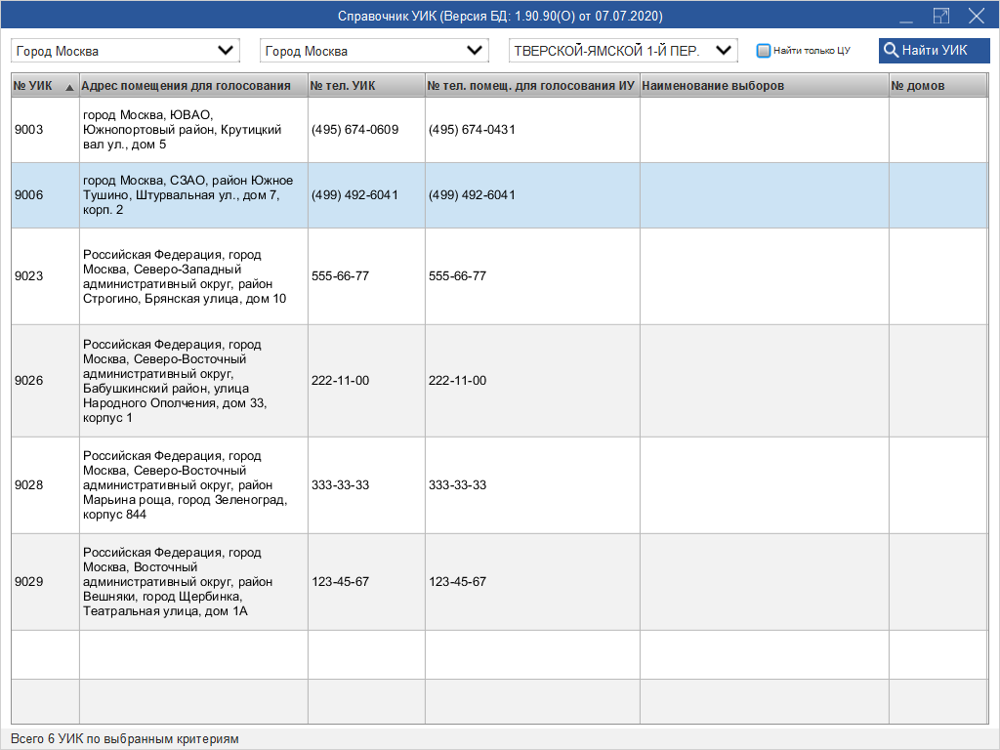 Справочник УИК (Версия БД: 1.90.90(О) от 07.07.2020)
Город Москва
Город Москва
ТВЕРСКОЙ-ЯМСКОЙ 1-Й ПЕР.
Найти только ЦУ
Найти УИК
№ УИК
Адрес помещения для голосования
№ тел. УИК
№ тел. помещ. для голосования ИУ
Наименование выборов
№ домов
9003
город Москва, ЮВАО,
Южнопортовый район, Крутицкий
вал ул., дом 5
(495) 674-0609
(495) 674-0431
9006
город Москва, СЗАО, район Южное
Тушино, Штурвальная ул., дом 7,
корп. 2
(499) 492-6041
(499) 492-6041
9023
Российская Федерация, город
Москва, Северо-Западный
административный округ, район
Строгино, Брянская улица, дом 10
555-66-77
555-66-77
9026
Российская Федерация, город
Москва, Северо-Восточный
административный округ,
Бабушкинский район, улица
Народного Ополчения, дом 33,
корпус 1
222-11-00
222-11-00
9028
Российская Федерация, город
Москва, Северо-Восточный
административный округ, район
Марьина роща, город Зеленоград,
корпус 844
333-33-33
333-33-33
9029
Российская Федерация, город
Москва, Восточный
административный округ, район
Вешняки, город Щербинка,
Театральная улица, дом 1А
123-45-67
123-45-67
Всего 6 УИК по выбранным критериям